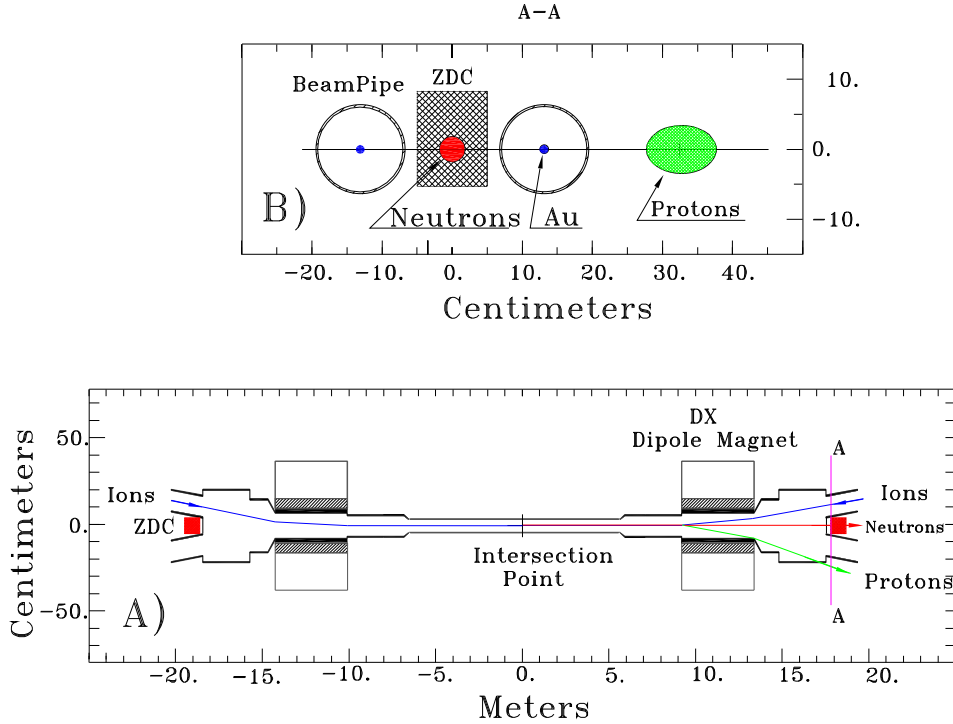 A-A
BeamPipe
ZDC
10.
0.
-10.
B)
Neutrons
Au
Protons
-20. -10. 0. 10. 20. 30. 40.
Centimeters
DX
Dipole Magnet
A
50.
Ions
Ions
ZDC
0.
Neutrons
Intersection
Point
Protons
-50.
A)
A
Centimeters
-20. -15. -10. -5. 0. 5. 10. 15. 20.
Meters